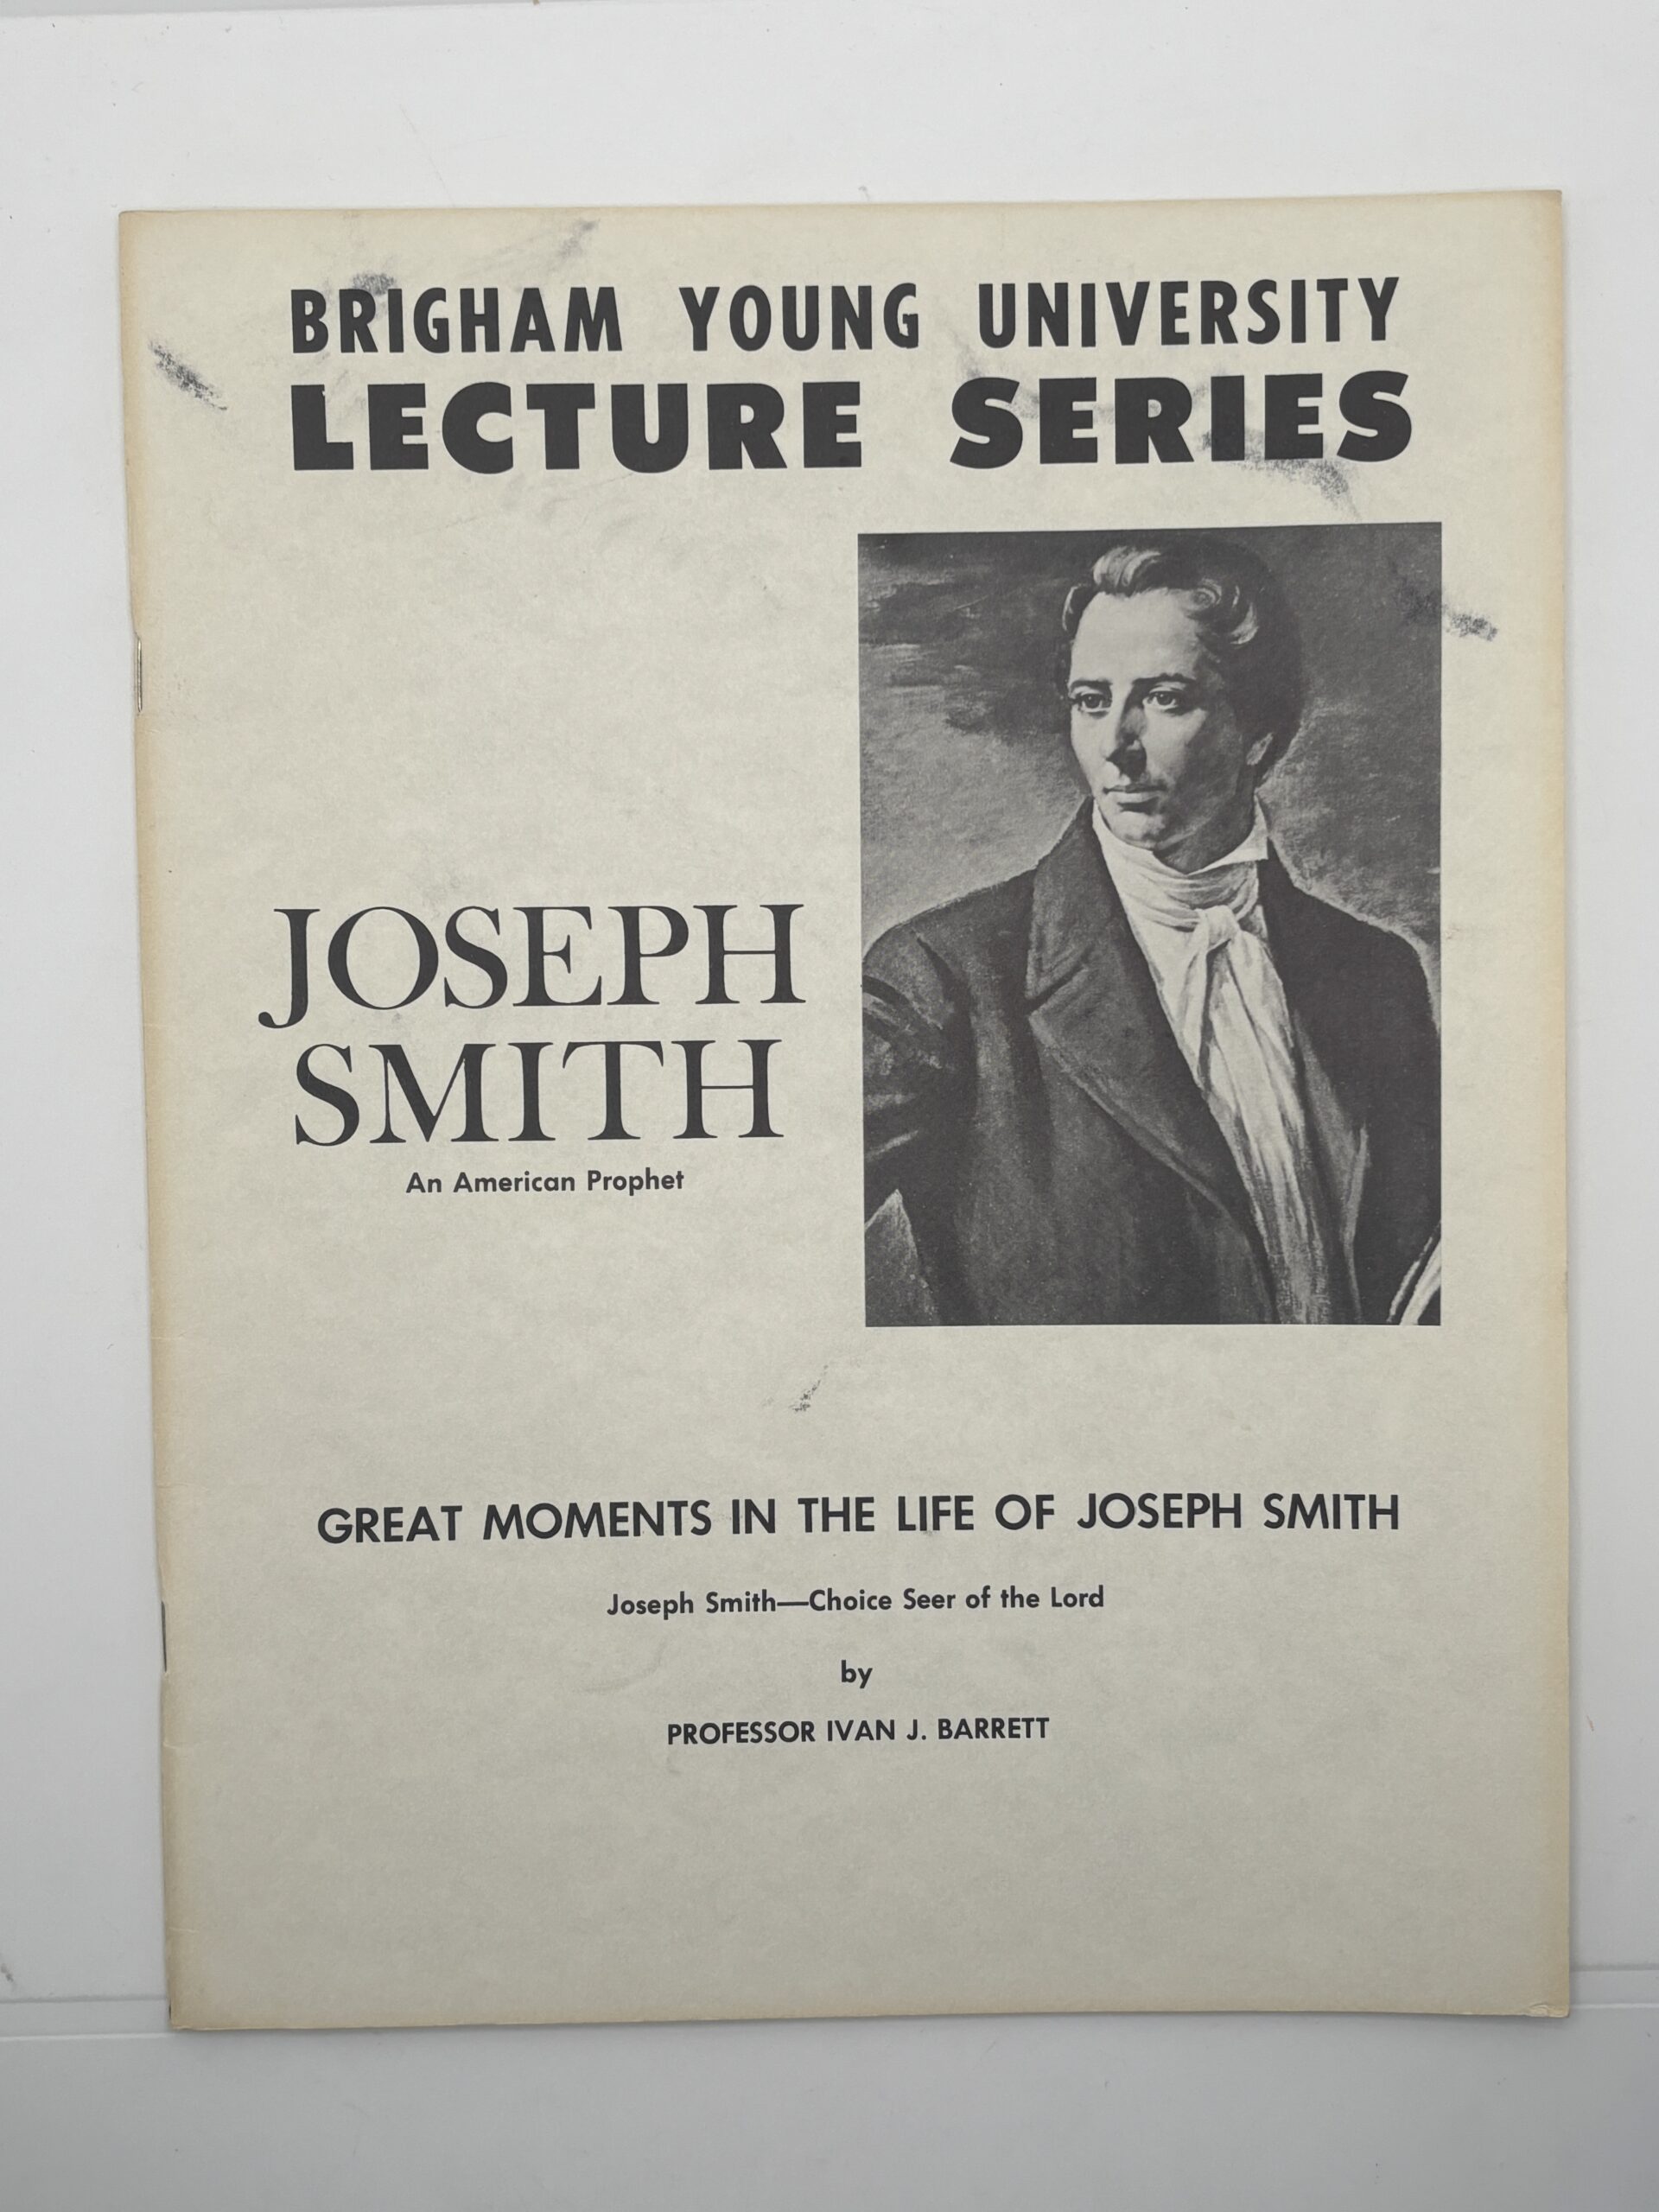 BRIGHAM YOUNG UNIVERSITY
LECTURE SERIES
JOSEPH
SMITH
An American Prophet
GREAT MOMENTS IN THE LIFE OF JOSEPH SMITH
Joseph Smith—Choice Seer of the Lord
by
PROFESSOR IVAN J. BARRETT